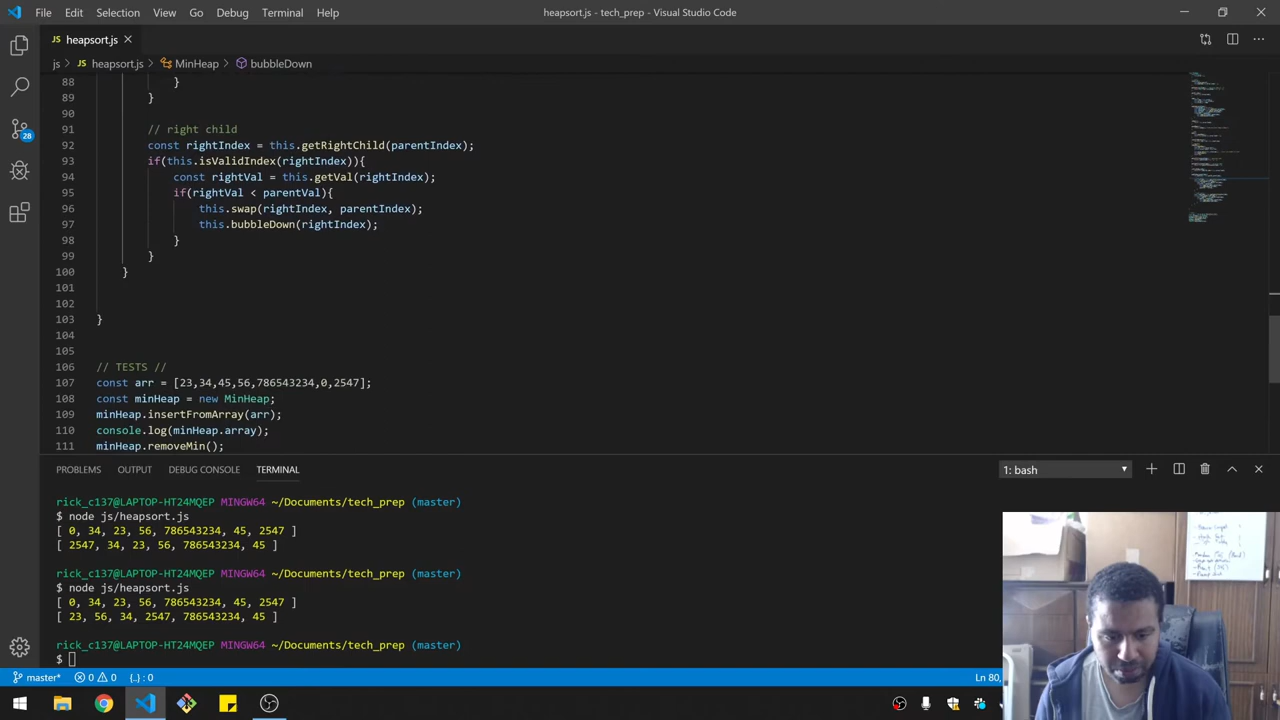 File Edit Selection View Go Debug Terminal Help
heapsort.js - tech_prep - Visual Studio Code
JS heapsort.js
js > JS heapsort.js > MinHeap > bubbleDown
88 }
89 }
90
91 // right child
92 const rightIndex = this.getRightChild(parentIndex);
93 if(this.isValidIndex(rightIndex)){
94 const rightVal = this.getVal(rightIndex);
95 if(rightVal < parentVal){
96 this.swap(rightIndex, parentIndex);
97 this.bubbleDown(rightIndex);
98 }
99 }
100 }
101
102
103 }
104
105
106 // TESTS //
107 const arr = [23,34,45,56,786543234,0,2547];
108 const minHeap = new MinHeap;
109 minHeap.insertFromArray(arr);
110 console.log(minHeap.array);
111 minHeap.removeMin();
28
PROBLEMS OUTPUT DEBUG CONSOLE TERMINAL
1: bash
rick_c137@LAPTOP-HT24MQEP MINGW64 ~/Documents/tech_prep (master)
$ node js/heapsort.js
[ 0, 34, 23, 56, 786543234, 45, 2547 ]
[ 2547, 34, 23, 56, 786543234, 45 ]
rick_c137@LAPTOP-HT24MQEP MINGW64 ~/Documents/tech_prep (master)
$ node js/heapsort.js
[ 0, 34, 23, 56, 786543234, 45, 2547 ]
[ 23, 56, 34, 2547, 786543234, 45 ]
rick_c137@LAPTOP-HT24MQEP MINGW64 ~/Documents/tech_prep (master)
$
master* 0 0 {..} : 0
Ln 80,